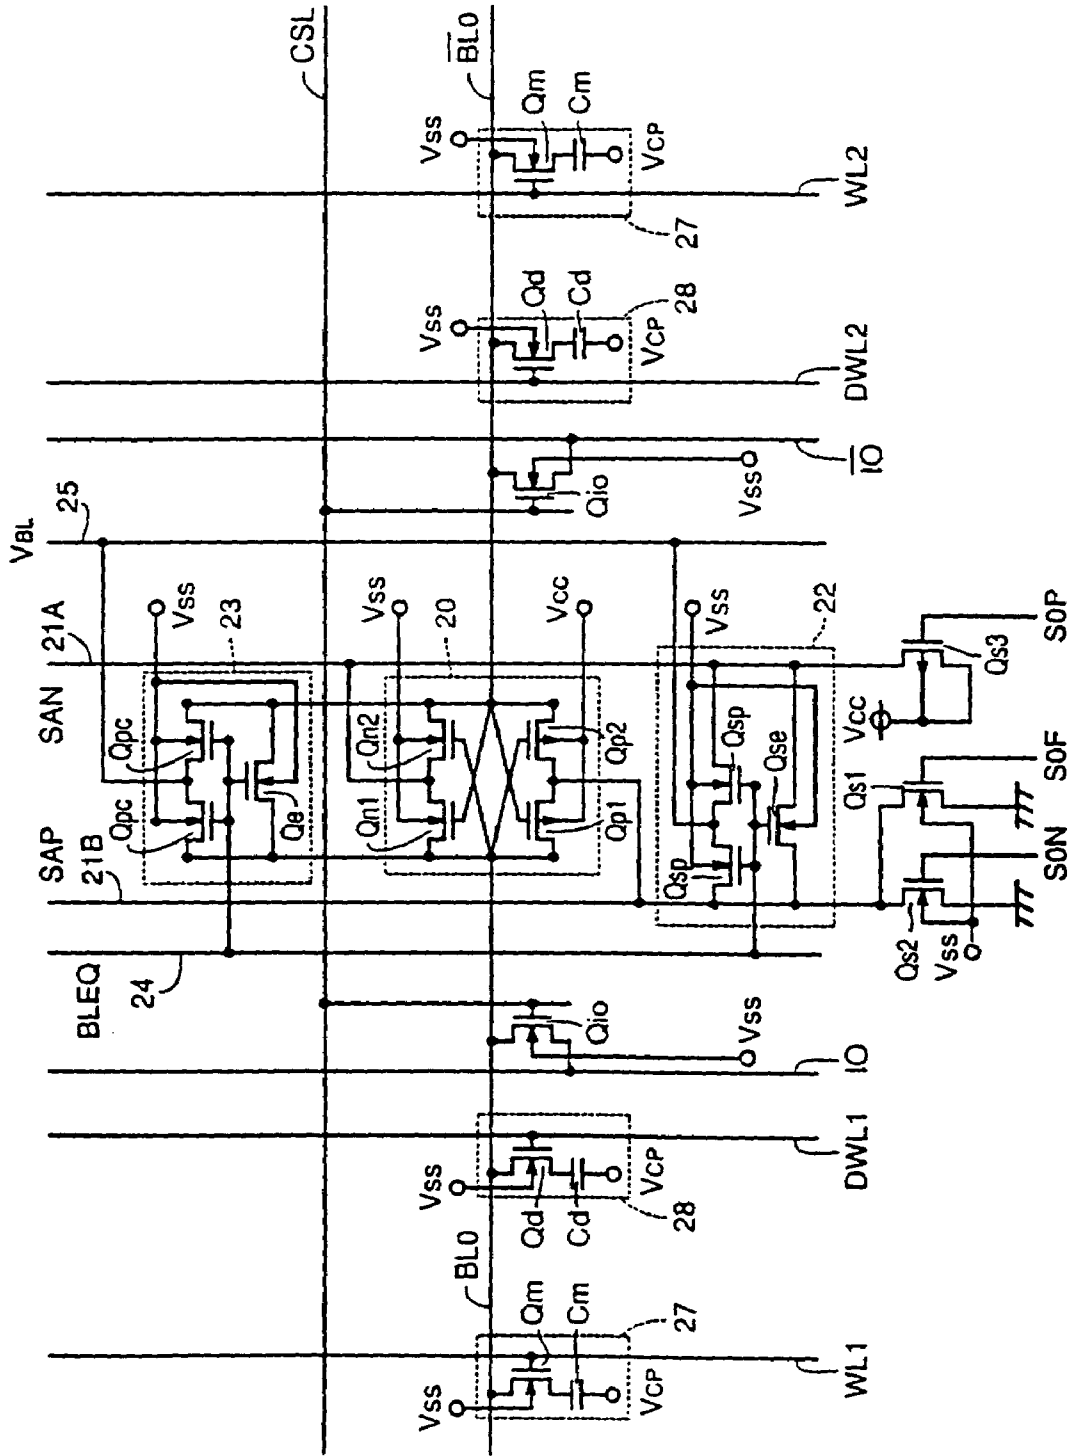 VBL
SAP SAN
21B 21A 25
BLEQ
24
Qpc Qpc
Vss
23
Qe
CSL
Vss
Qn1 Qn2
20
Qp1 Qp2
Vcc
BL0
B̅L̅0̅
Vss
Qm
Cm
VCP
27
WL1
Vss
Qd
Cd
VCP
28
DWL1
Qio
Vss
IO
Qio
Vss
I̅O̅
Vss
Qd
Cd
VCP
28
DWL2
Vss
Qm
Cm
VCP
27
WL2
Vss
Qsp Qsp
Qse
22
Qs2 Qs1 Vcc Qs3
Vss
S0N S0F S0P